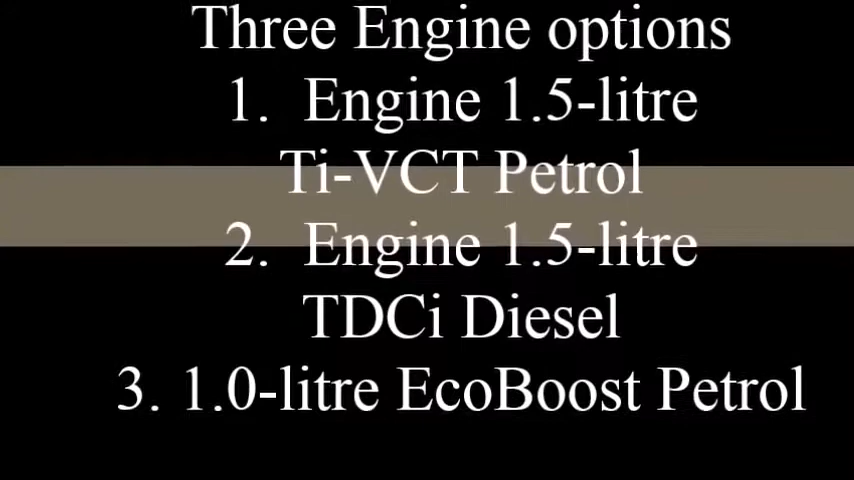 Three Engine options
1.  Engine 1.5-litre
Ti-VCT Petrol
2.  Engine 1.5-litre
TDCi Diesel
3. 1.0-litre EcoBoost Petrol